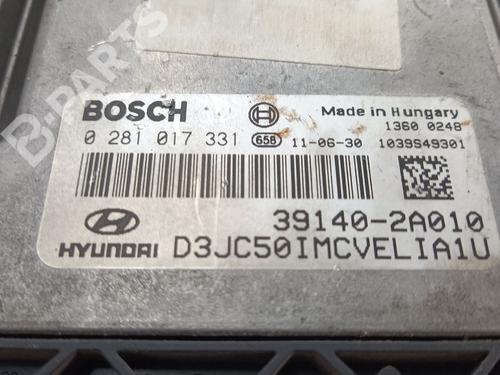 B-PARTS
BOSCH
Made in Hungary
1360 0248
0 281 017 331 658 11-06-30 1039S49301
39140-2A010
HYUNDAI D3JC50IMCVELIA1U